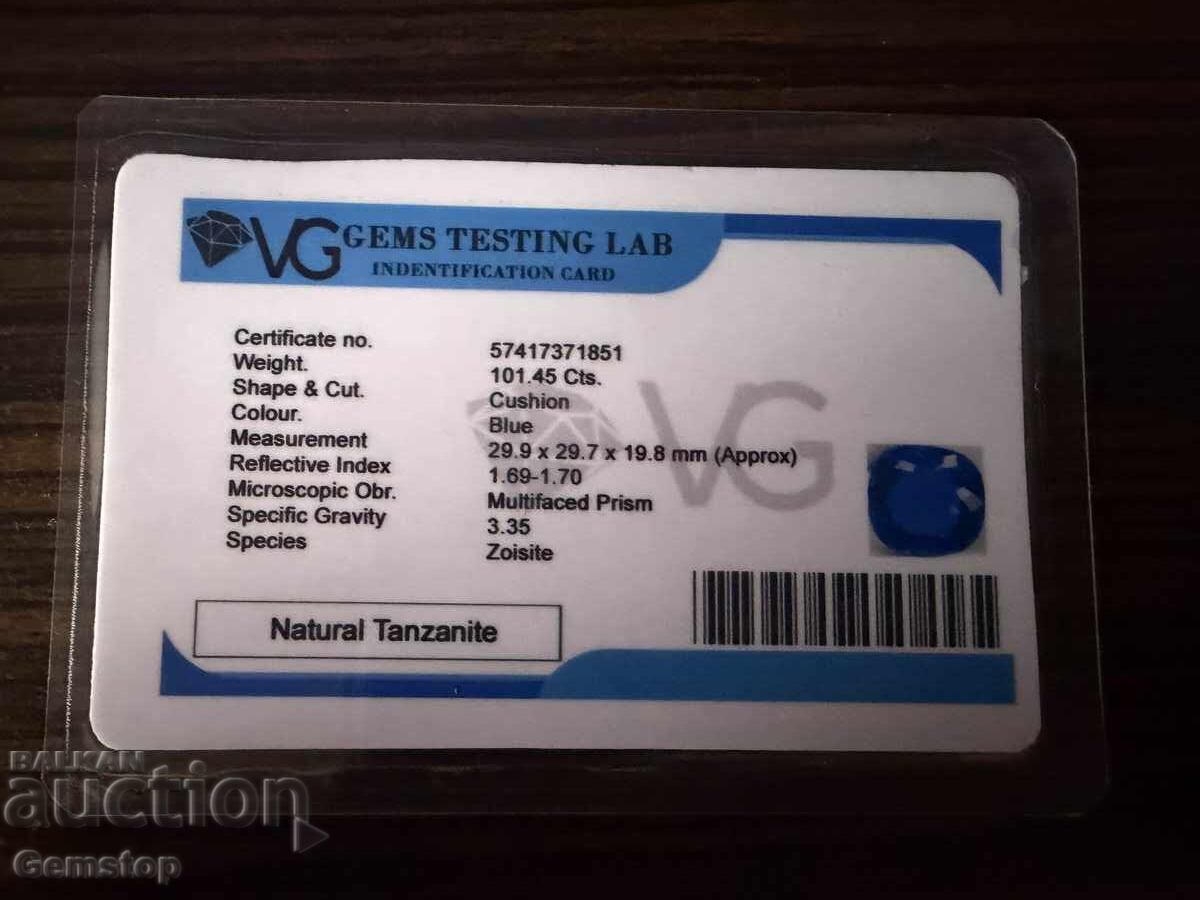 VG GEMS TESTING LAB
INDENTIFICATION CARD
Certificate no. 57417371851
Weight. 101.45 Cts.
Shape & Cut. Cushion
Colour. Blue
Measurement 29.9 x 29.7 x 19.8 mm (Approx)
Reflective Index 1.69-1.70
Microscopic Obr. Multifaced Prism
Specific Gravity 3.35
Species Zoisite
VG
Natural Tanzanite
BALKAN
auction
Gemstop